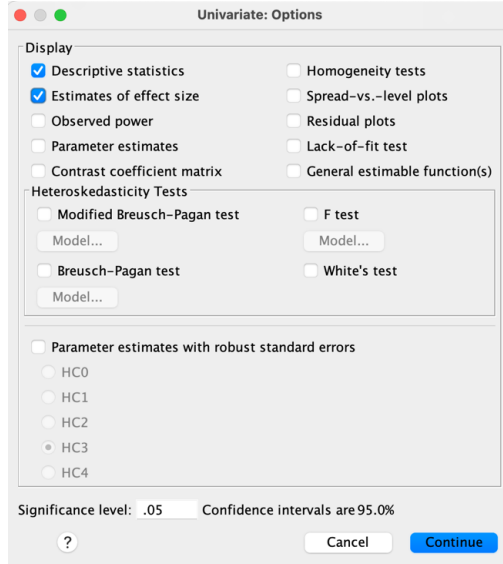 Univariate: Options
Display
Descriptive statistics
Homogeneity tests
Estimates of effect size
Spread-vs.-level plots
Observed power
Residual plots
Parameter estimates
Lack-of-fit test
Contrast coefficient matrix
General estimable function(s)
Heteroskedasticity Tests
Modified Breusch-Pagan test
F test
Model...
Model...
Breusch-Pagan test
White's test
Model...
Parameter estimates with robust standard errors
HC0
HC1
HC2
HC3
HC4
Significance level: .05 Confidence intervals are 95.0%
?
Cancel
Continue